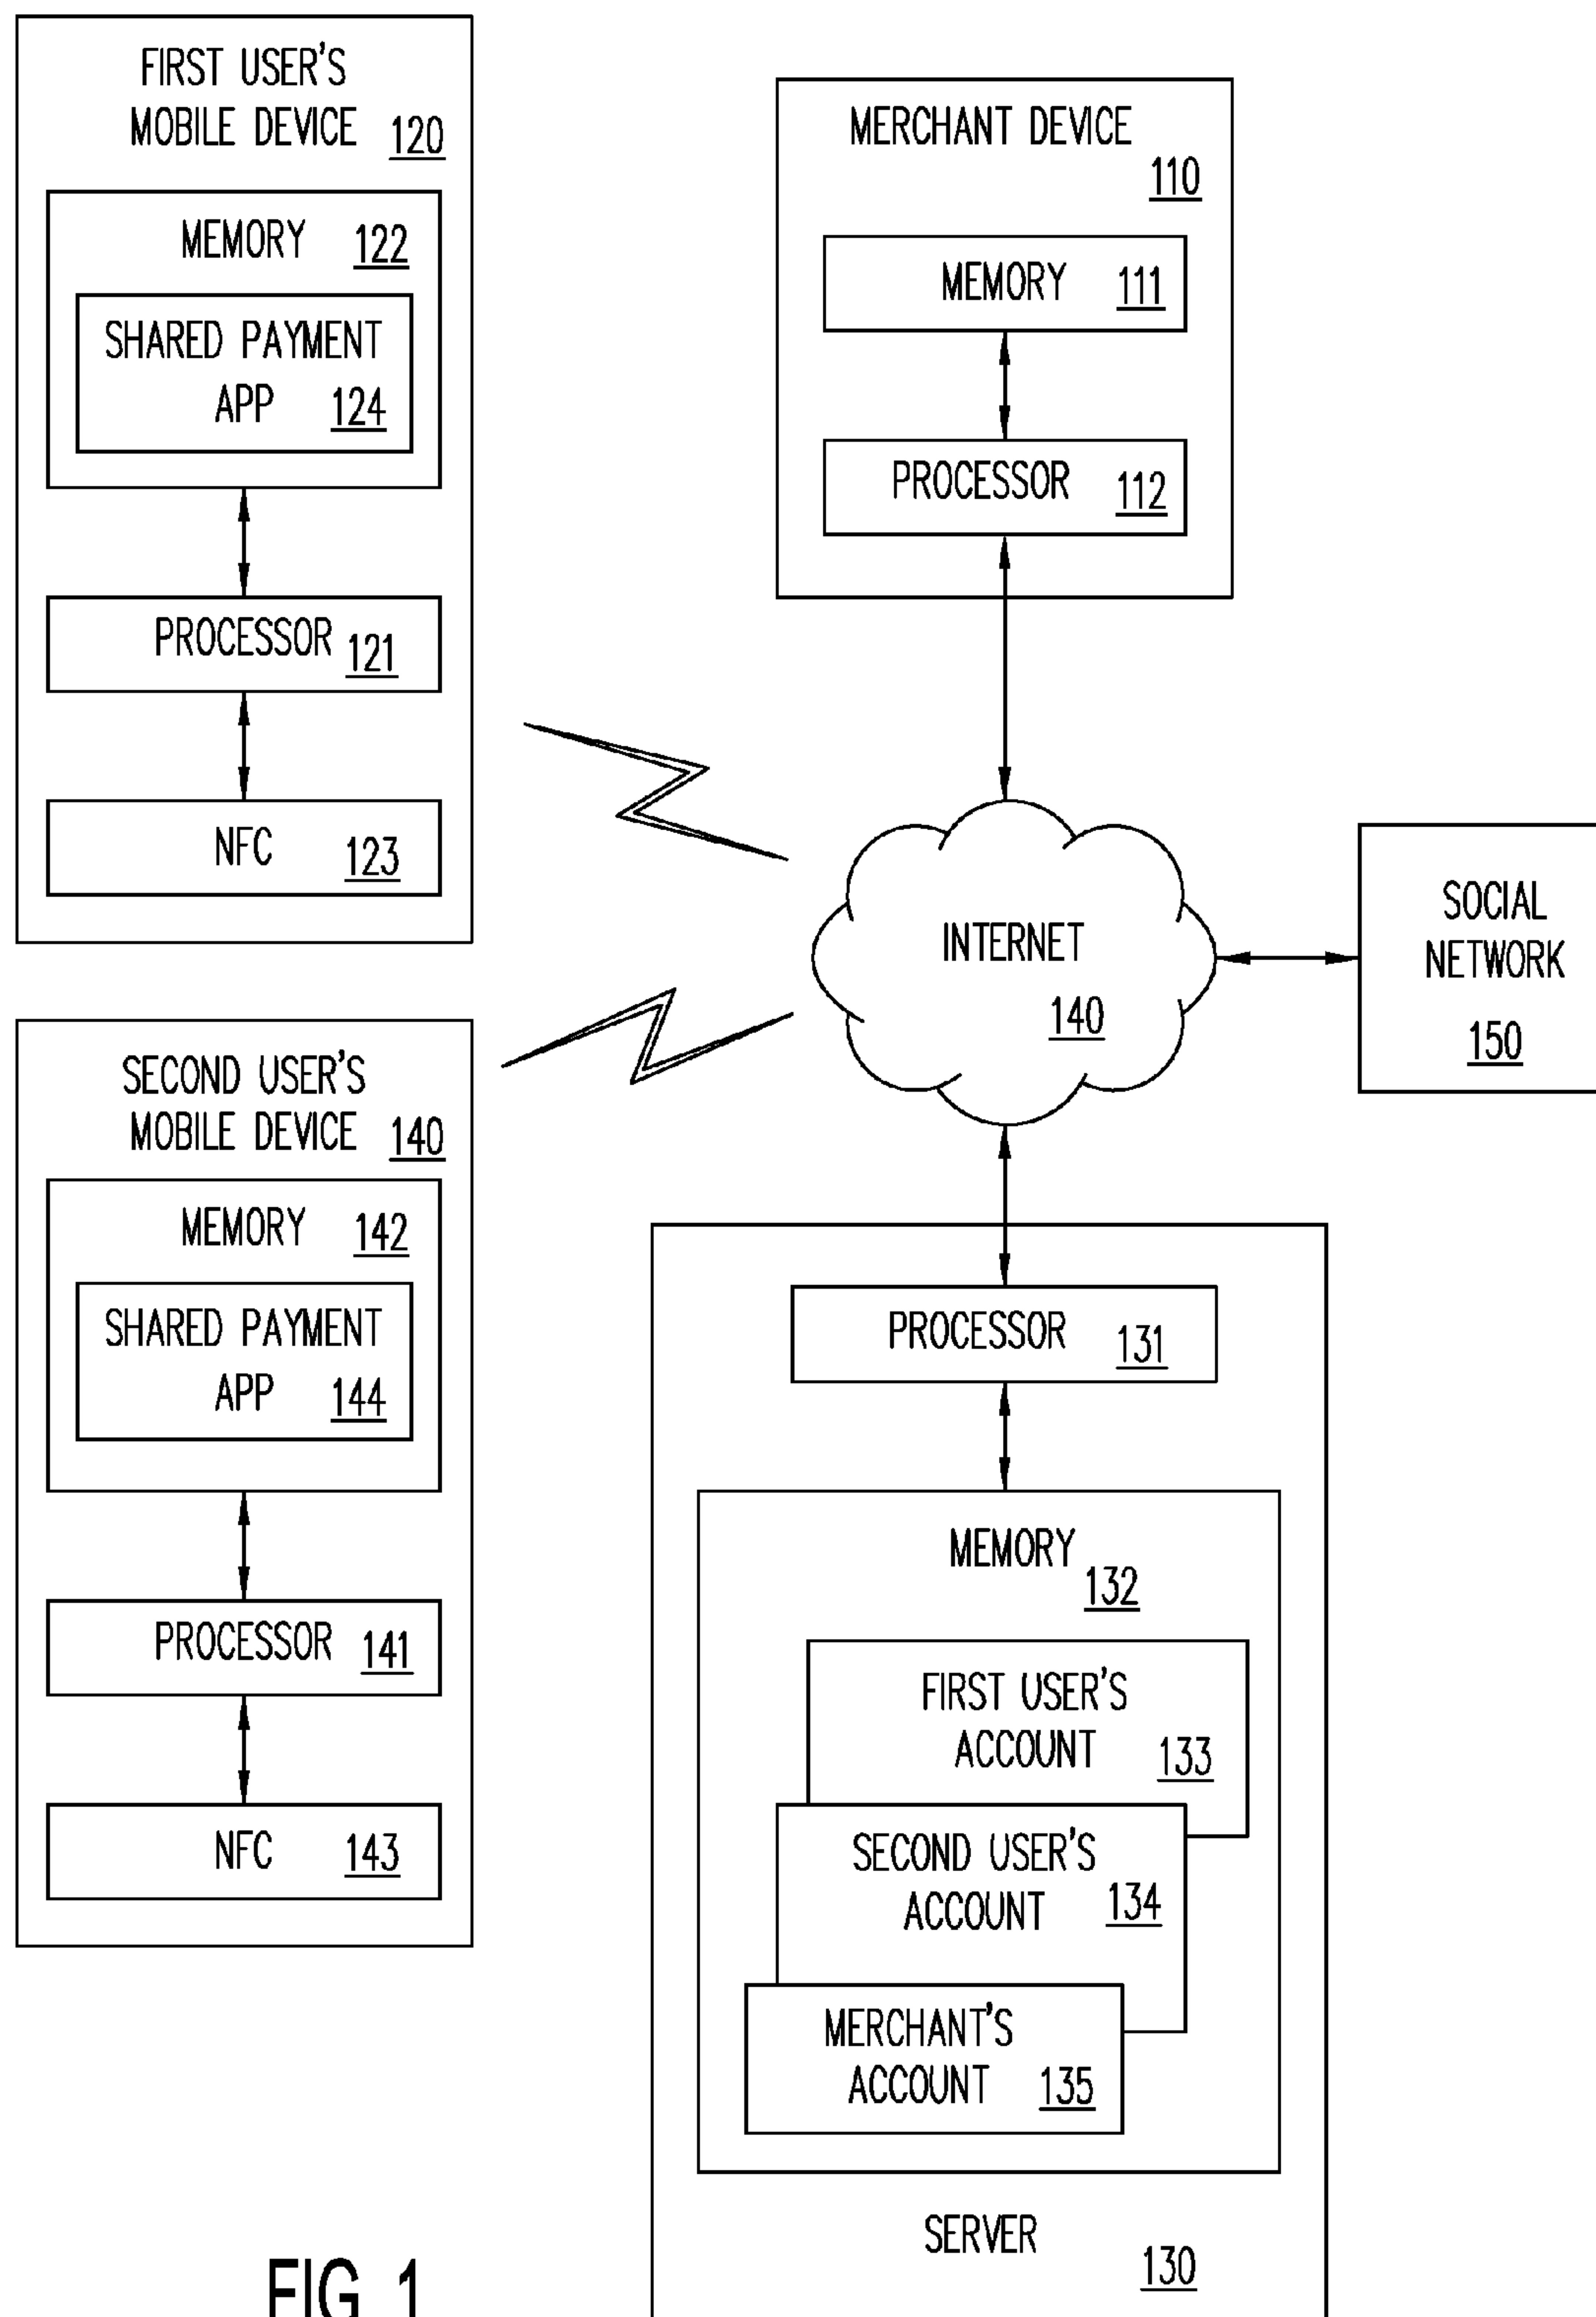 FIRST USER'S
MOBILE DEVICE 120
MEMORY 122
SHARED PAYMENT
APP 124
PROCESSOR 121
NFC 123
SECOND USER'S
MOBILE DEVICE 140
MEMORY 142
SHARED PAYMENT
APP 144
PROCESSOR 141
NFC 143
MERCHANT DEVICE
110
MEMORY 111
PROCESSOR 112
INTERNET
140
SOCIAL
NETWORK
150
PROCESSOR 131
MEMORY
132
FIRST USER'S
ACCOUNT 133
SECOND USER'S
ACCOUNT 134
MERCHANT'S
ACCOUNT 135
SERVER
130
FIG. 1